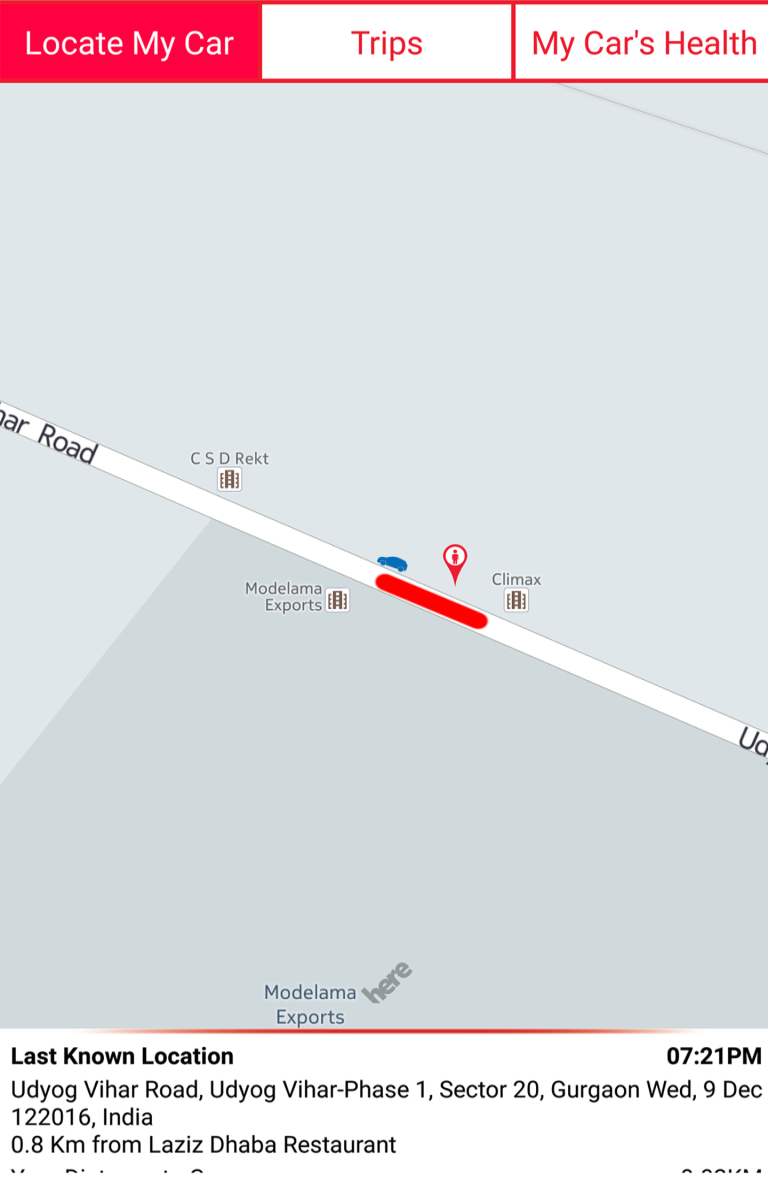 Locate My Car
Trips
My Car's Health
Road
C S D Rekt
Modelama
Exports
Climax
here
Modelama
Exports
Last Known Location
07:21PM
Udyog Vihar Road, Udyog Vihar-Phase 1, Sector 20, Gurgaon Wed, 9 Dec
122016, India
0.8 Km from Laziz Dhaba Restaurant